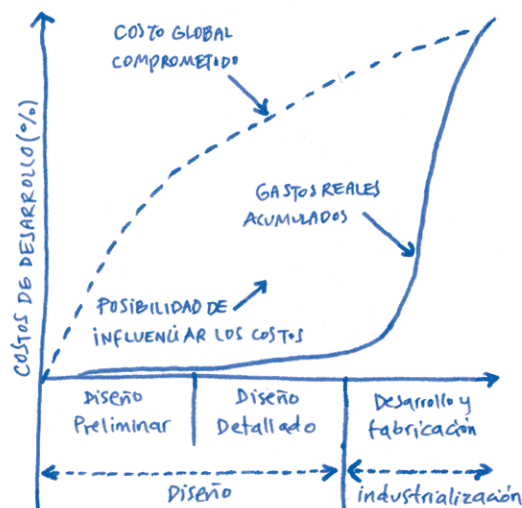 COSTO GLOBAL
COMPROMETIDO
COSTOS DE DESARROLLO (%)
GASTOS REALES
ACUMULADOS
POSIBILIDAD DE
INFLUENCIAR LOS COSTOS
Diseño
Preliminar
Diseño
Detallado
Desarrollo y
fabricación
Diseño
industrialización